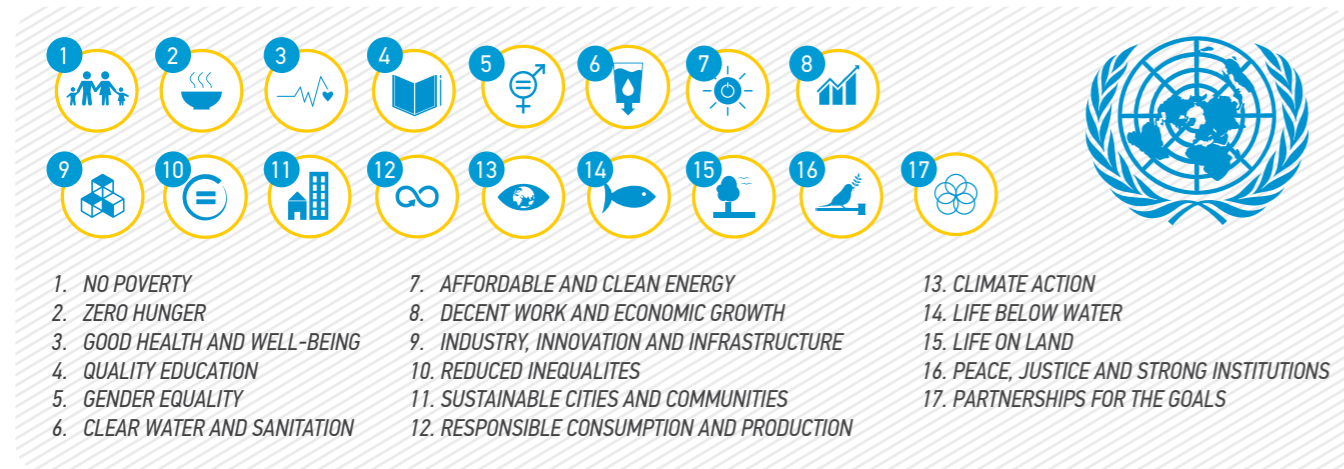 1 2 3 4 5 6 7 8
9 10 11 12 13 14 15 16 17
1. NO POVERTY
2. ZERO HUNGER
3. GOOD HEALTH AND WELL-BEING
4. QUALITY EDUCATION
5. GENDER EQUALITY
6. CLEAR WATER AND SANITATION
7. AFFORDABLE AND CLEAN ENERGY
8. DECENT WORK AND ECONOMIC GROWTH
9. INDUSTRY, INNOVATION AND INFRASTRUCTURE
10. REDUCED INEQUALITES
11. SUSTAINABLE CITIES AND COMMUNITIES
12. RESPONSIBLE CONSUMPTION AND PRODUCTION
13. CLIMATE ACTION
14. LIFE BELOW WATER
15. LIFE ON LAND
16. PEACE, JUSTICE AND STRONG INSTITUTIONS
17. PARTNERSHIPS FOR THE GOALS